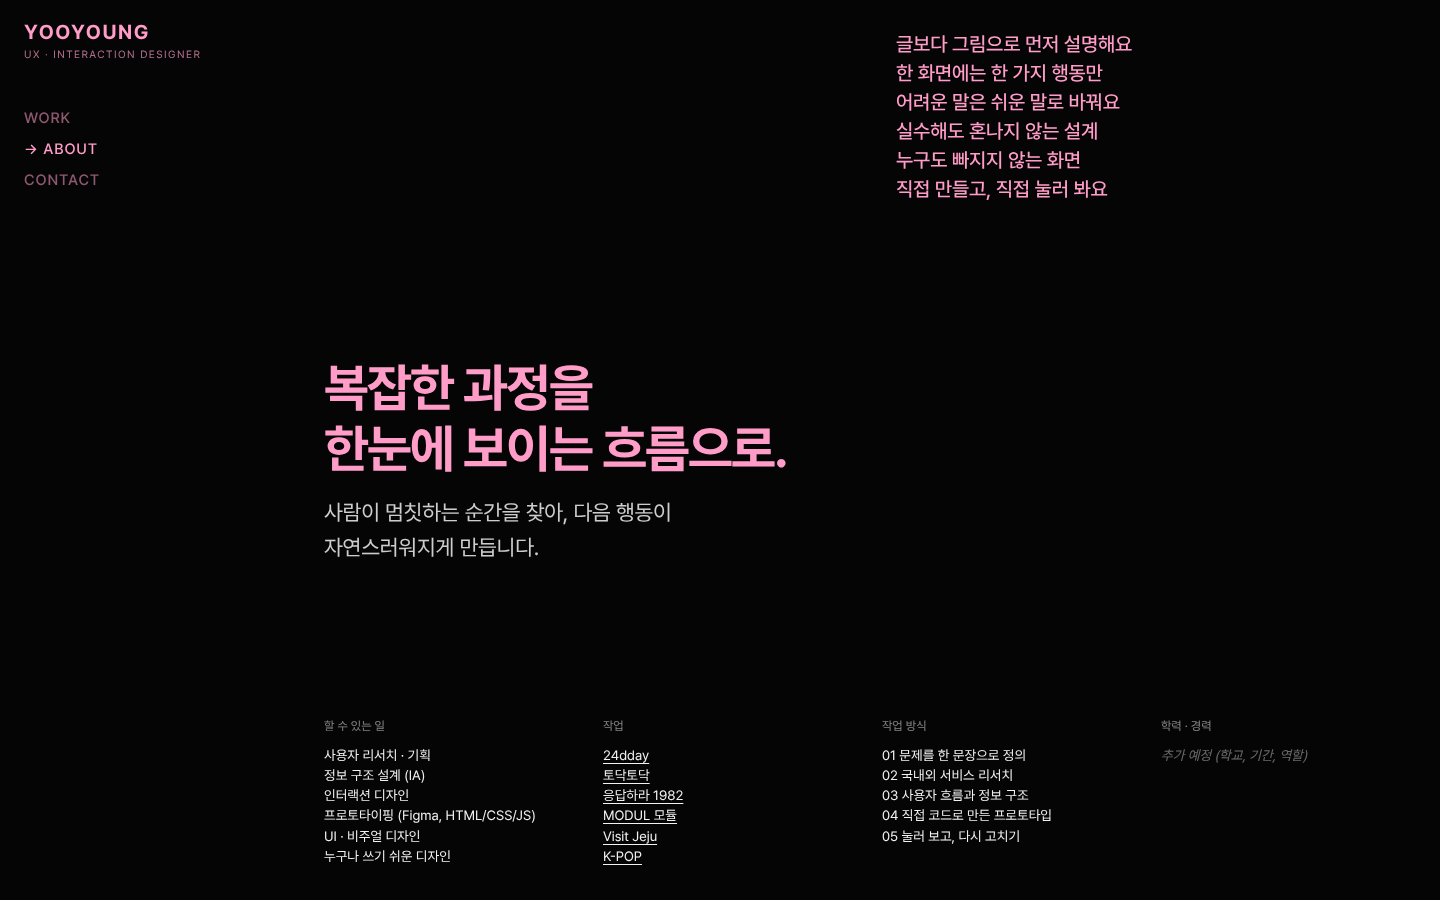 YOOYOUNG
UX · INTERACTION DESIGNER
WORK
→ ABOUT
CONTACT
글보다 그림으로 먼저 설명해요
한 화면에는 한 가지 행동만
어려운 말은 쉬운 말로 바꿔요
실수해도 혼나지 않는 설계
누구도 빠지지 않는 화면
직접 만들고, 직접 눌러 봐요
복잡한 과정을
한눈에 보이는 흐름으로.
사람이 멈칫하는 순간을 찾아, 다음 행동이
자연스러워지게 만듭니다.
할 수 있는 일
사용자 리서치 · 기획
정보 구조 설계 (IA)
인터랙션 디자인
프로토타이핑 (Figma, HTML/CSS/JS)
UI · 비주얼 디자인
누구나 쓰기 쉬운 디자인
작업
24dday
토닥토닥
응답하라 1982
MODUL 모듈
Visit Jeju
K-POP
작업 방식
01 문제를 한 문장으로 정의
02 국내외 서비스 리서치
03 사용자 흐름과 정보 구조
04 직접 코드로 만든 프로토타입
05 눌러 보고, 다시 고치기
학력 · 경력
추가 예정 (학교, 기간, 역할)